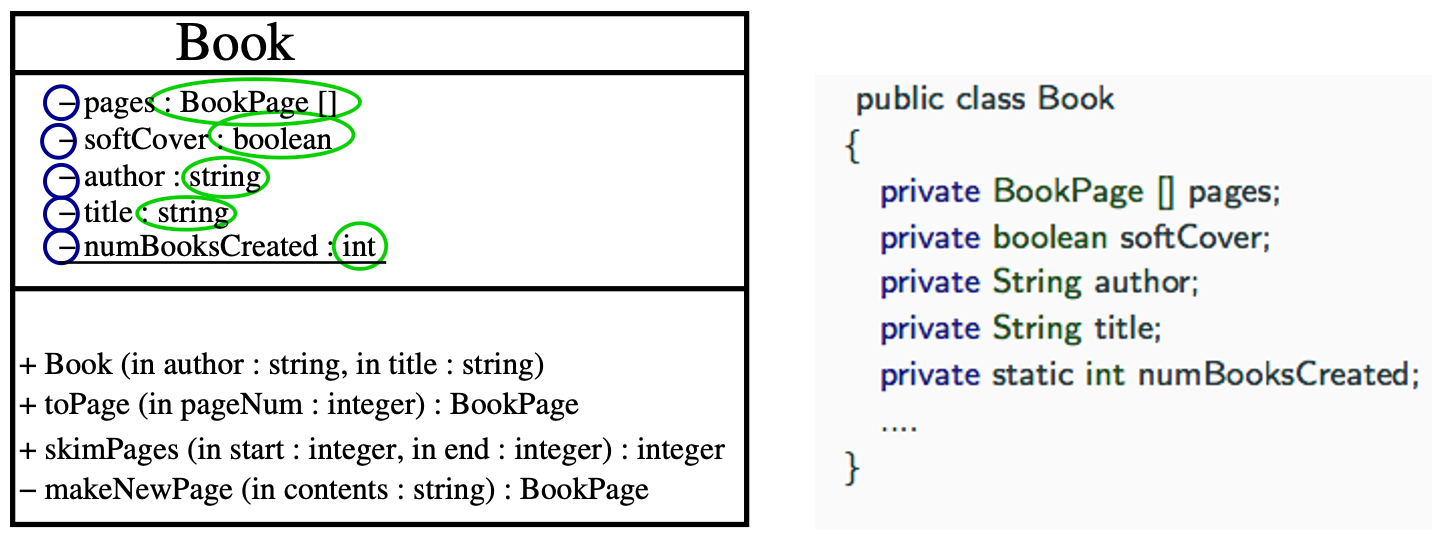 Book
– pages : BookPage []
– softCover : boolean
– author : string
– title : string
– numBooksCreated : int
+ Book (in author : string, in title : string)
+ toPage (in pageNum : integer) : BookPage
+ skimPages (in start : integer, in end : integer) : integer
– makeNewPage (in contents : string) : BookPage
public class Book
{
private BookPage [] pages;
private boolean softCover;
private String author;
private String title;
private static int numBooksCreated;
....
}